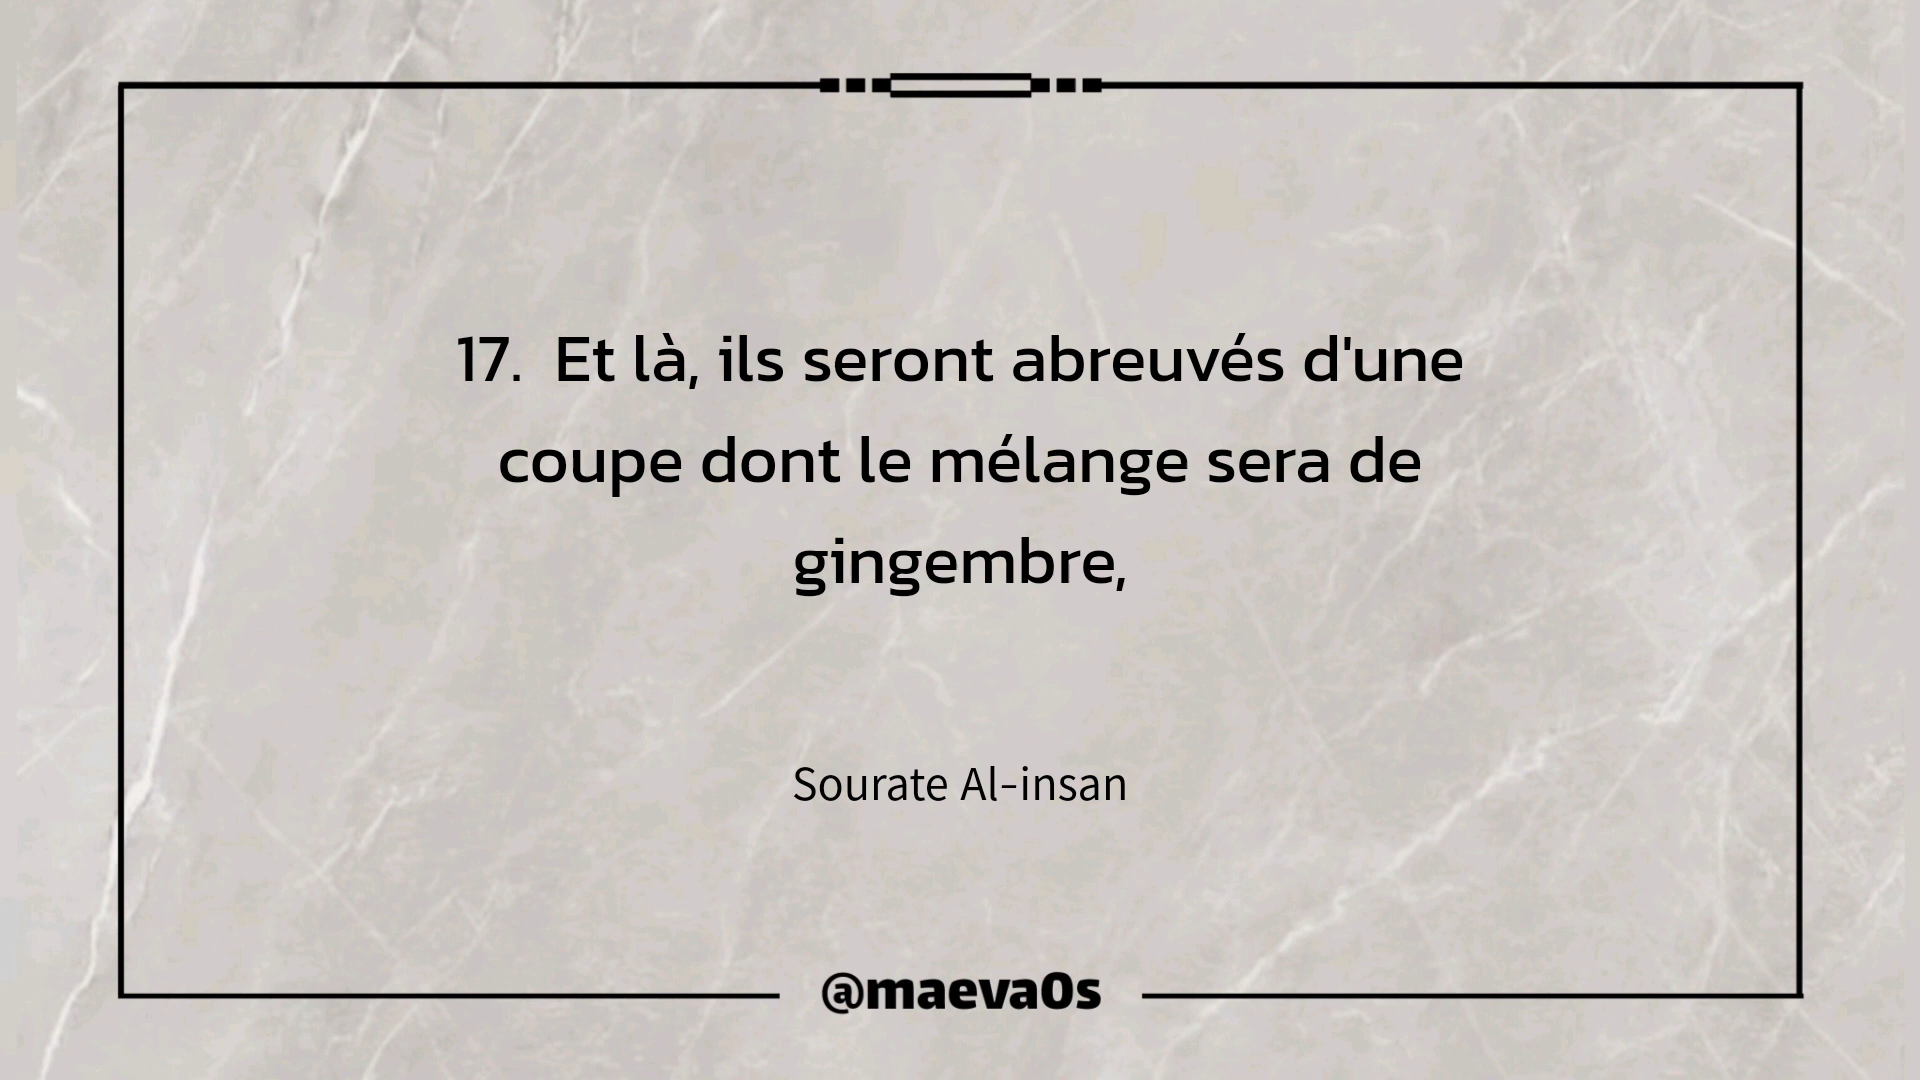 17.  Et là, ils seront abreuvés d'une
coupe dont le mélange sera de
gingembre,
Sourate Al-insan
@maeva0s